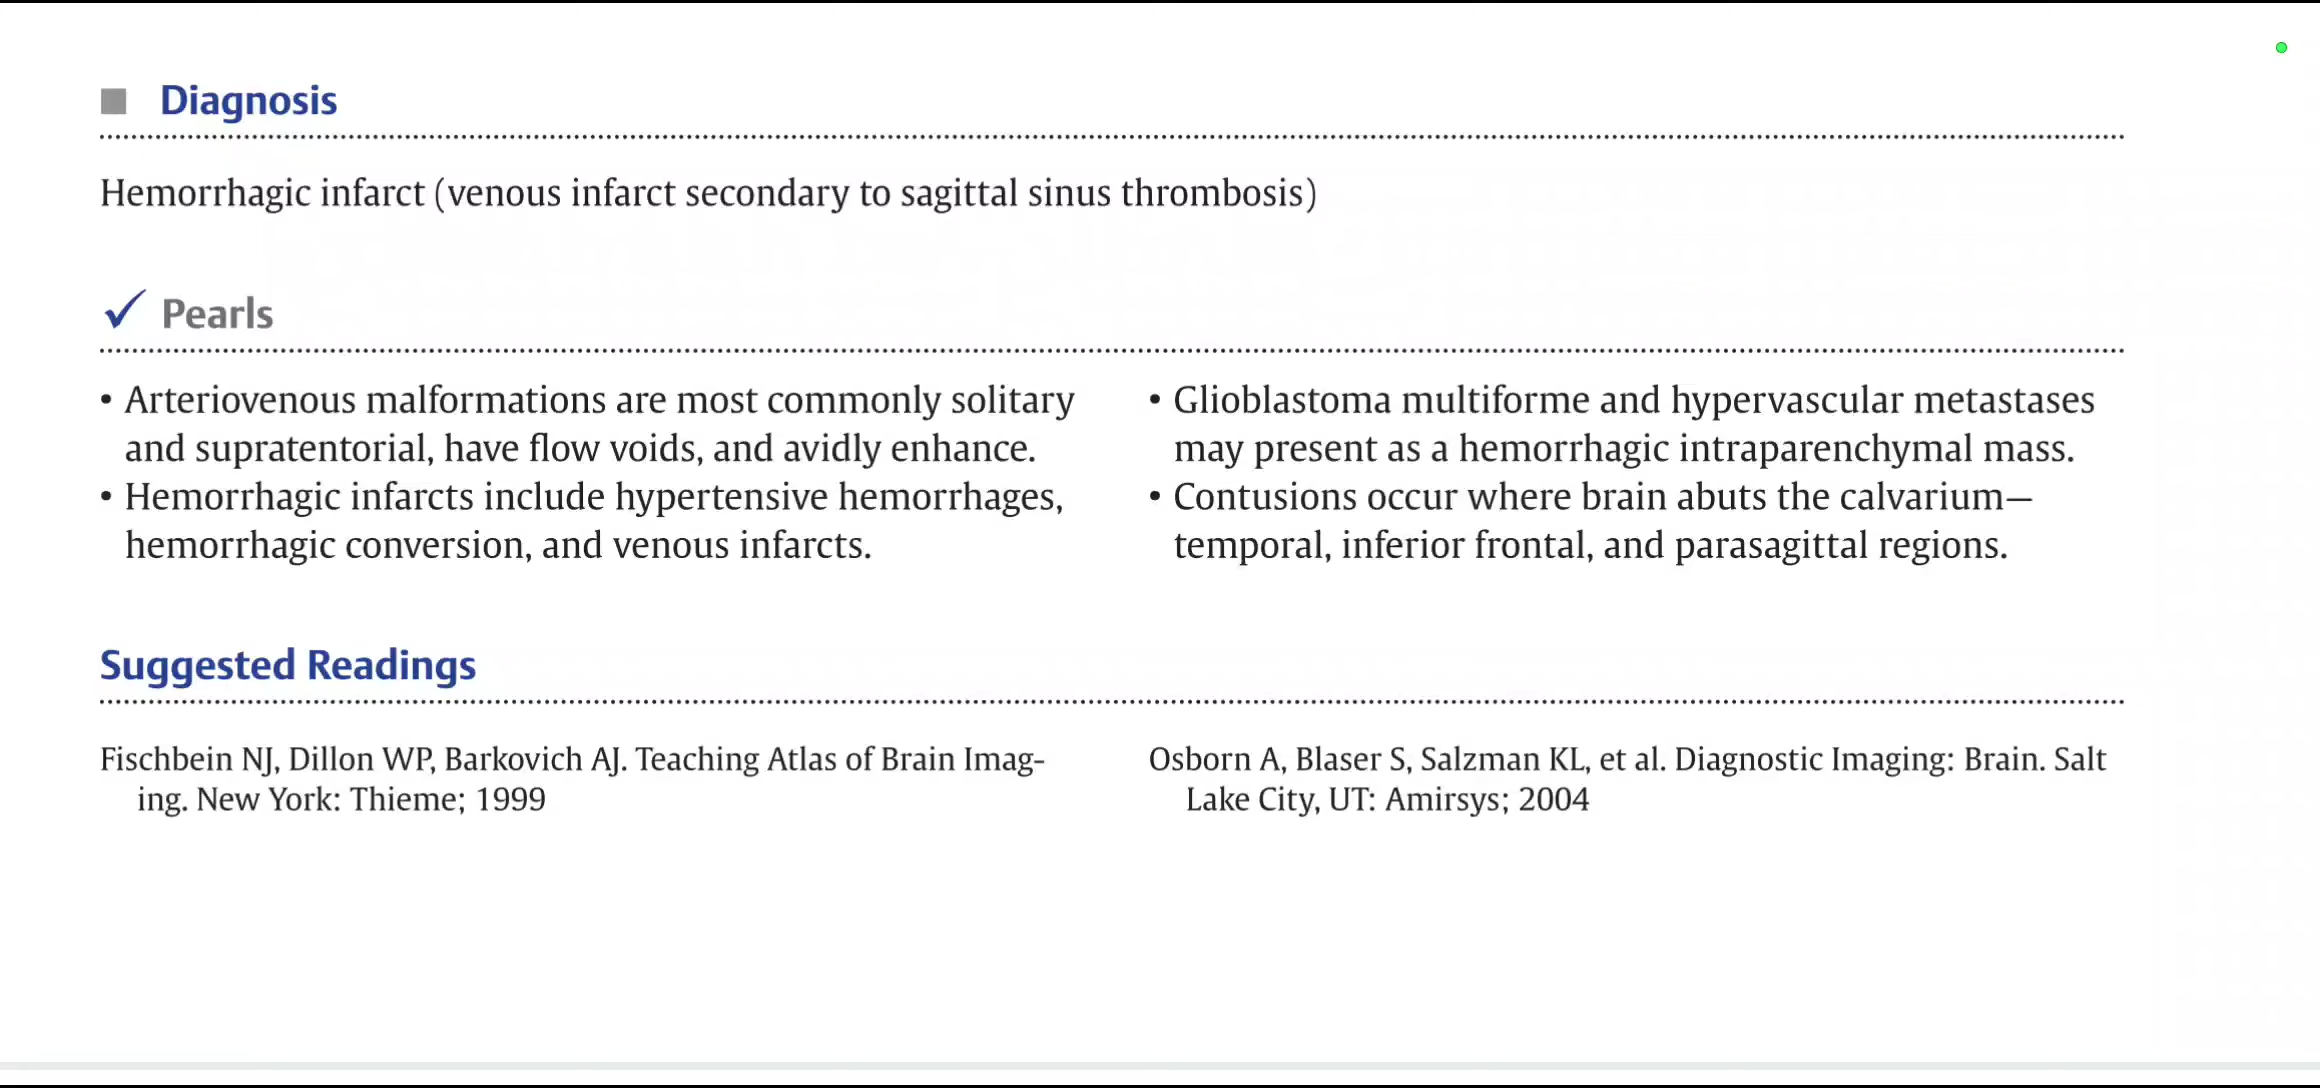 Diagnosis
Hemorrhagic infarct (venous infarct secondary to sagittal sinus thrombosis)
Pearls
• Arteriovenous malformations are most commonly solitary
and supratentorial, have flow voids, and avidly enhance.
• Hemorrhagic infarcts include hypertensive hemorrhages,
hemorrhagic conversion, and venous infarcts.
• Glioblastoma multiforme and hypervascular metastases
may present as a hemorrhagic intraparenchymal mass.
• Contusions occur where brain abuts the calvarium—
temporal, inferior frontal, and parasagittal regions.
Suggested Readings
Fischbein NJ, Dillon WP, Barkovich AJ. Teaching Atlas of Brain Imag-
ing. New York: Thieme; 1999
Osborn A, Blaser S, Salzman KL, et al. Diagnostic Imaging: Brain. Salt
Lake City, UT: Amirsys; 2004